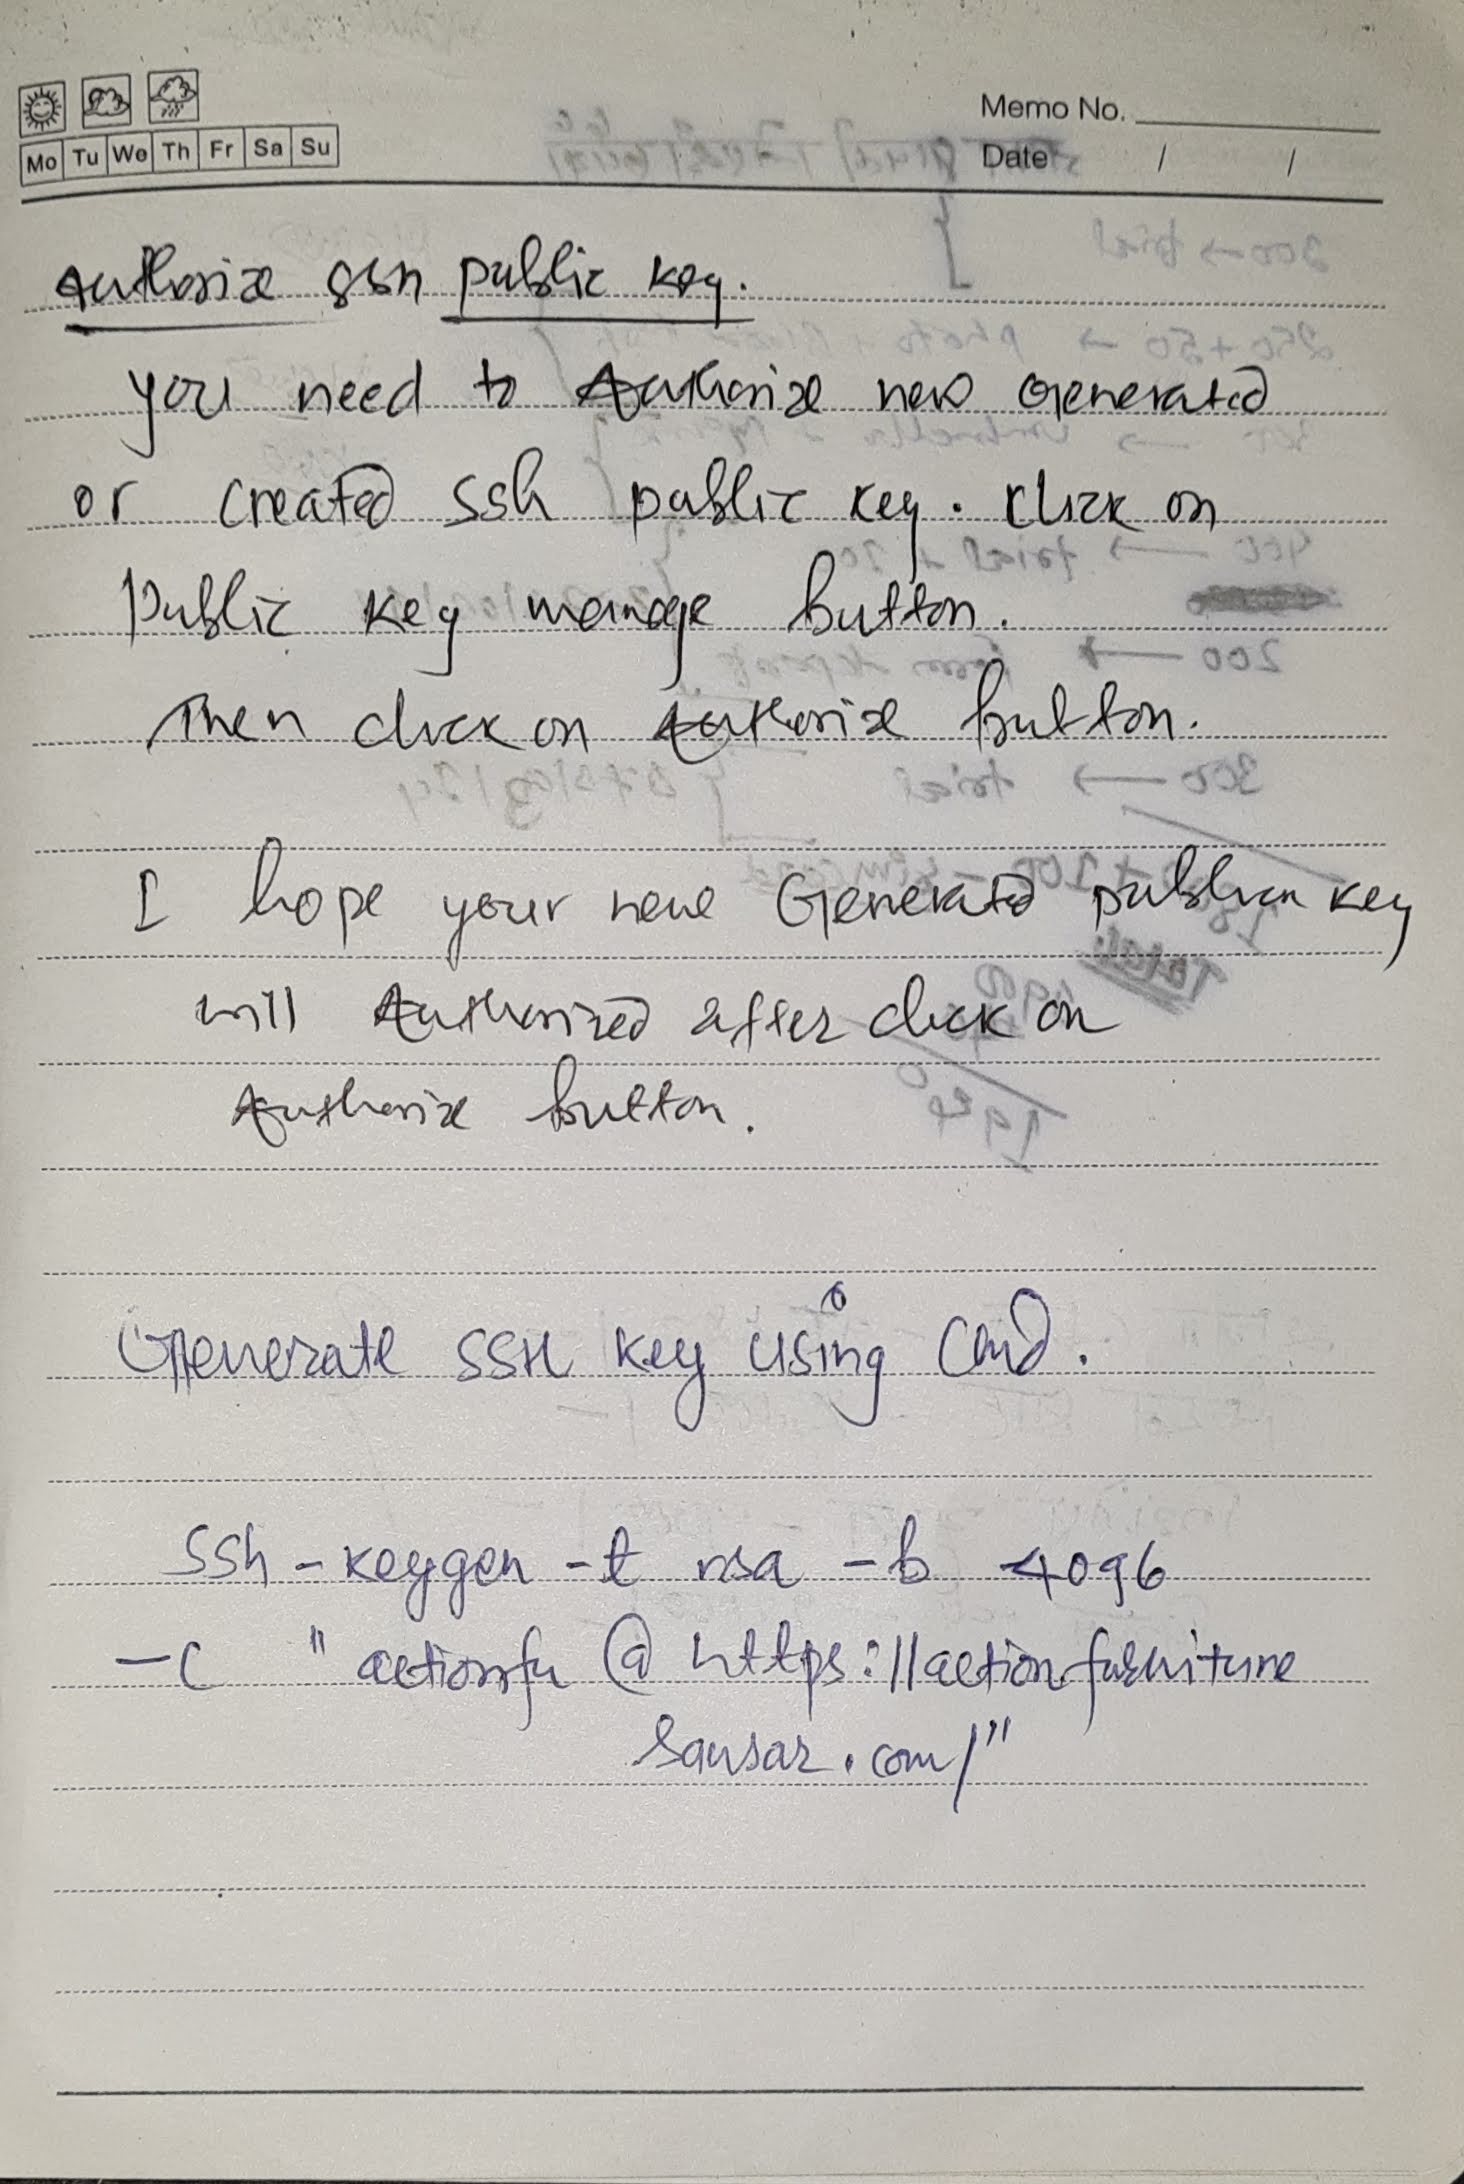 Memo No.
Mo Tu We Th Fr Sa Su
Date / /
Authorize ssh public key.
you need to Authorize new Generated
or created ssh public key. Click on
Public key manage button.
Then click on Authorize button.
I hope your new Generated publica key
will Authorized after click on
Authorize button.
Generate SSH key using Cmd.
ssh-keygen -t rsa -b 4096
-C "actionfu@https://actionfurniture
sansar.com/"